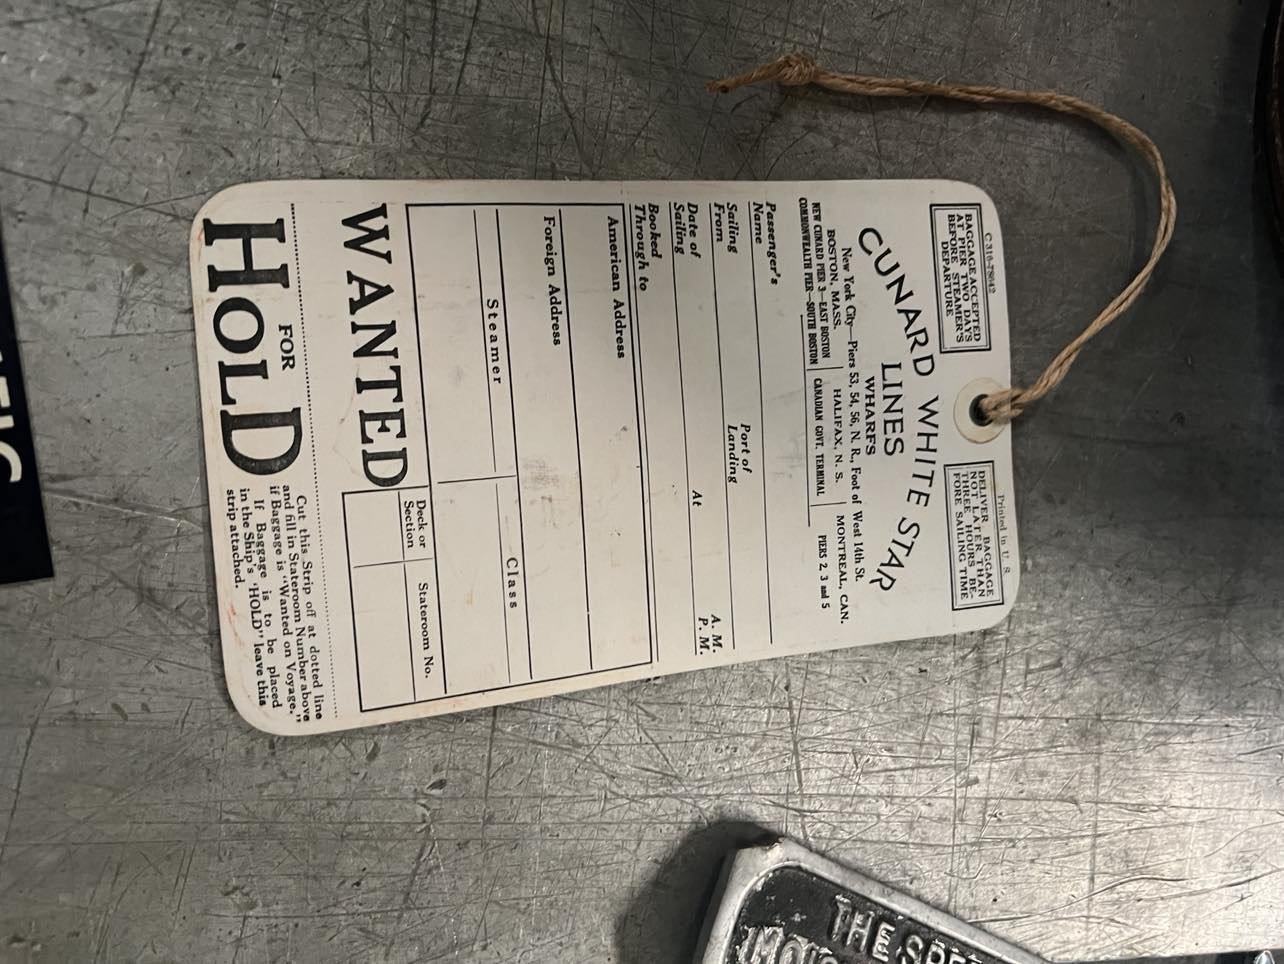 C 310-78642
BAGGAGE ACCEPTED
AT PIER TWO DAYS
BEFORE STEAMER'S
DEPARTURE
Printed in U. S.
DELIVER BAGGAGE
NOT LATER THAN
THREE HOURS BE-
FORE SAILING TIME
CUNARD WHITE STAR
LINES
WHARFS
New York City—Piers 53, 54, 56, N. R., Foot of West 14th St.
BOSTON, MASS. HALIFAX, N. S. MONTREAL, CAN.
NEW CUNARD PIER 3—EAST BOSTON CANADIAN GOVT. TERMINAL PIERS 2, 3 and 5
COMMONWEALTH PIER—SOUTH BOSTON
Passenger's
Name
Sailing
From
Port of
Landing
Date of
Sailing
At
A. M.
P. M.
Booked
Through to
American Address
Foreign Address
Steamer
Class
WANTED
Deck or
Section
Stateroom No.
FOR
HOLD
Cut this Strip off at dotted line
and fill in Stateroom Number above
if Baggage is "Wanted on Voyage."
If Baggage is to be placed
in the Ship's "HOLD" leave this
strip attached.
THE